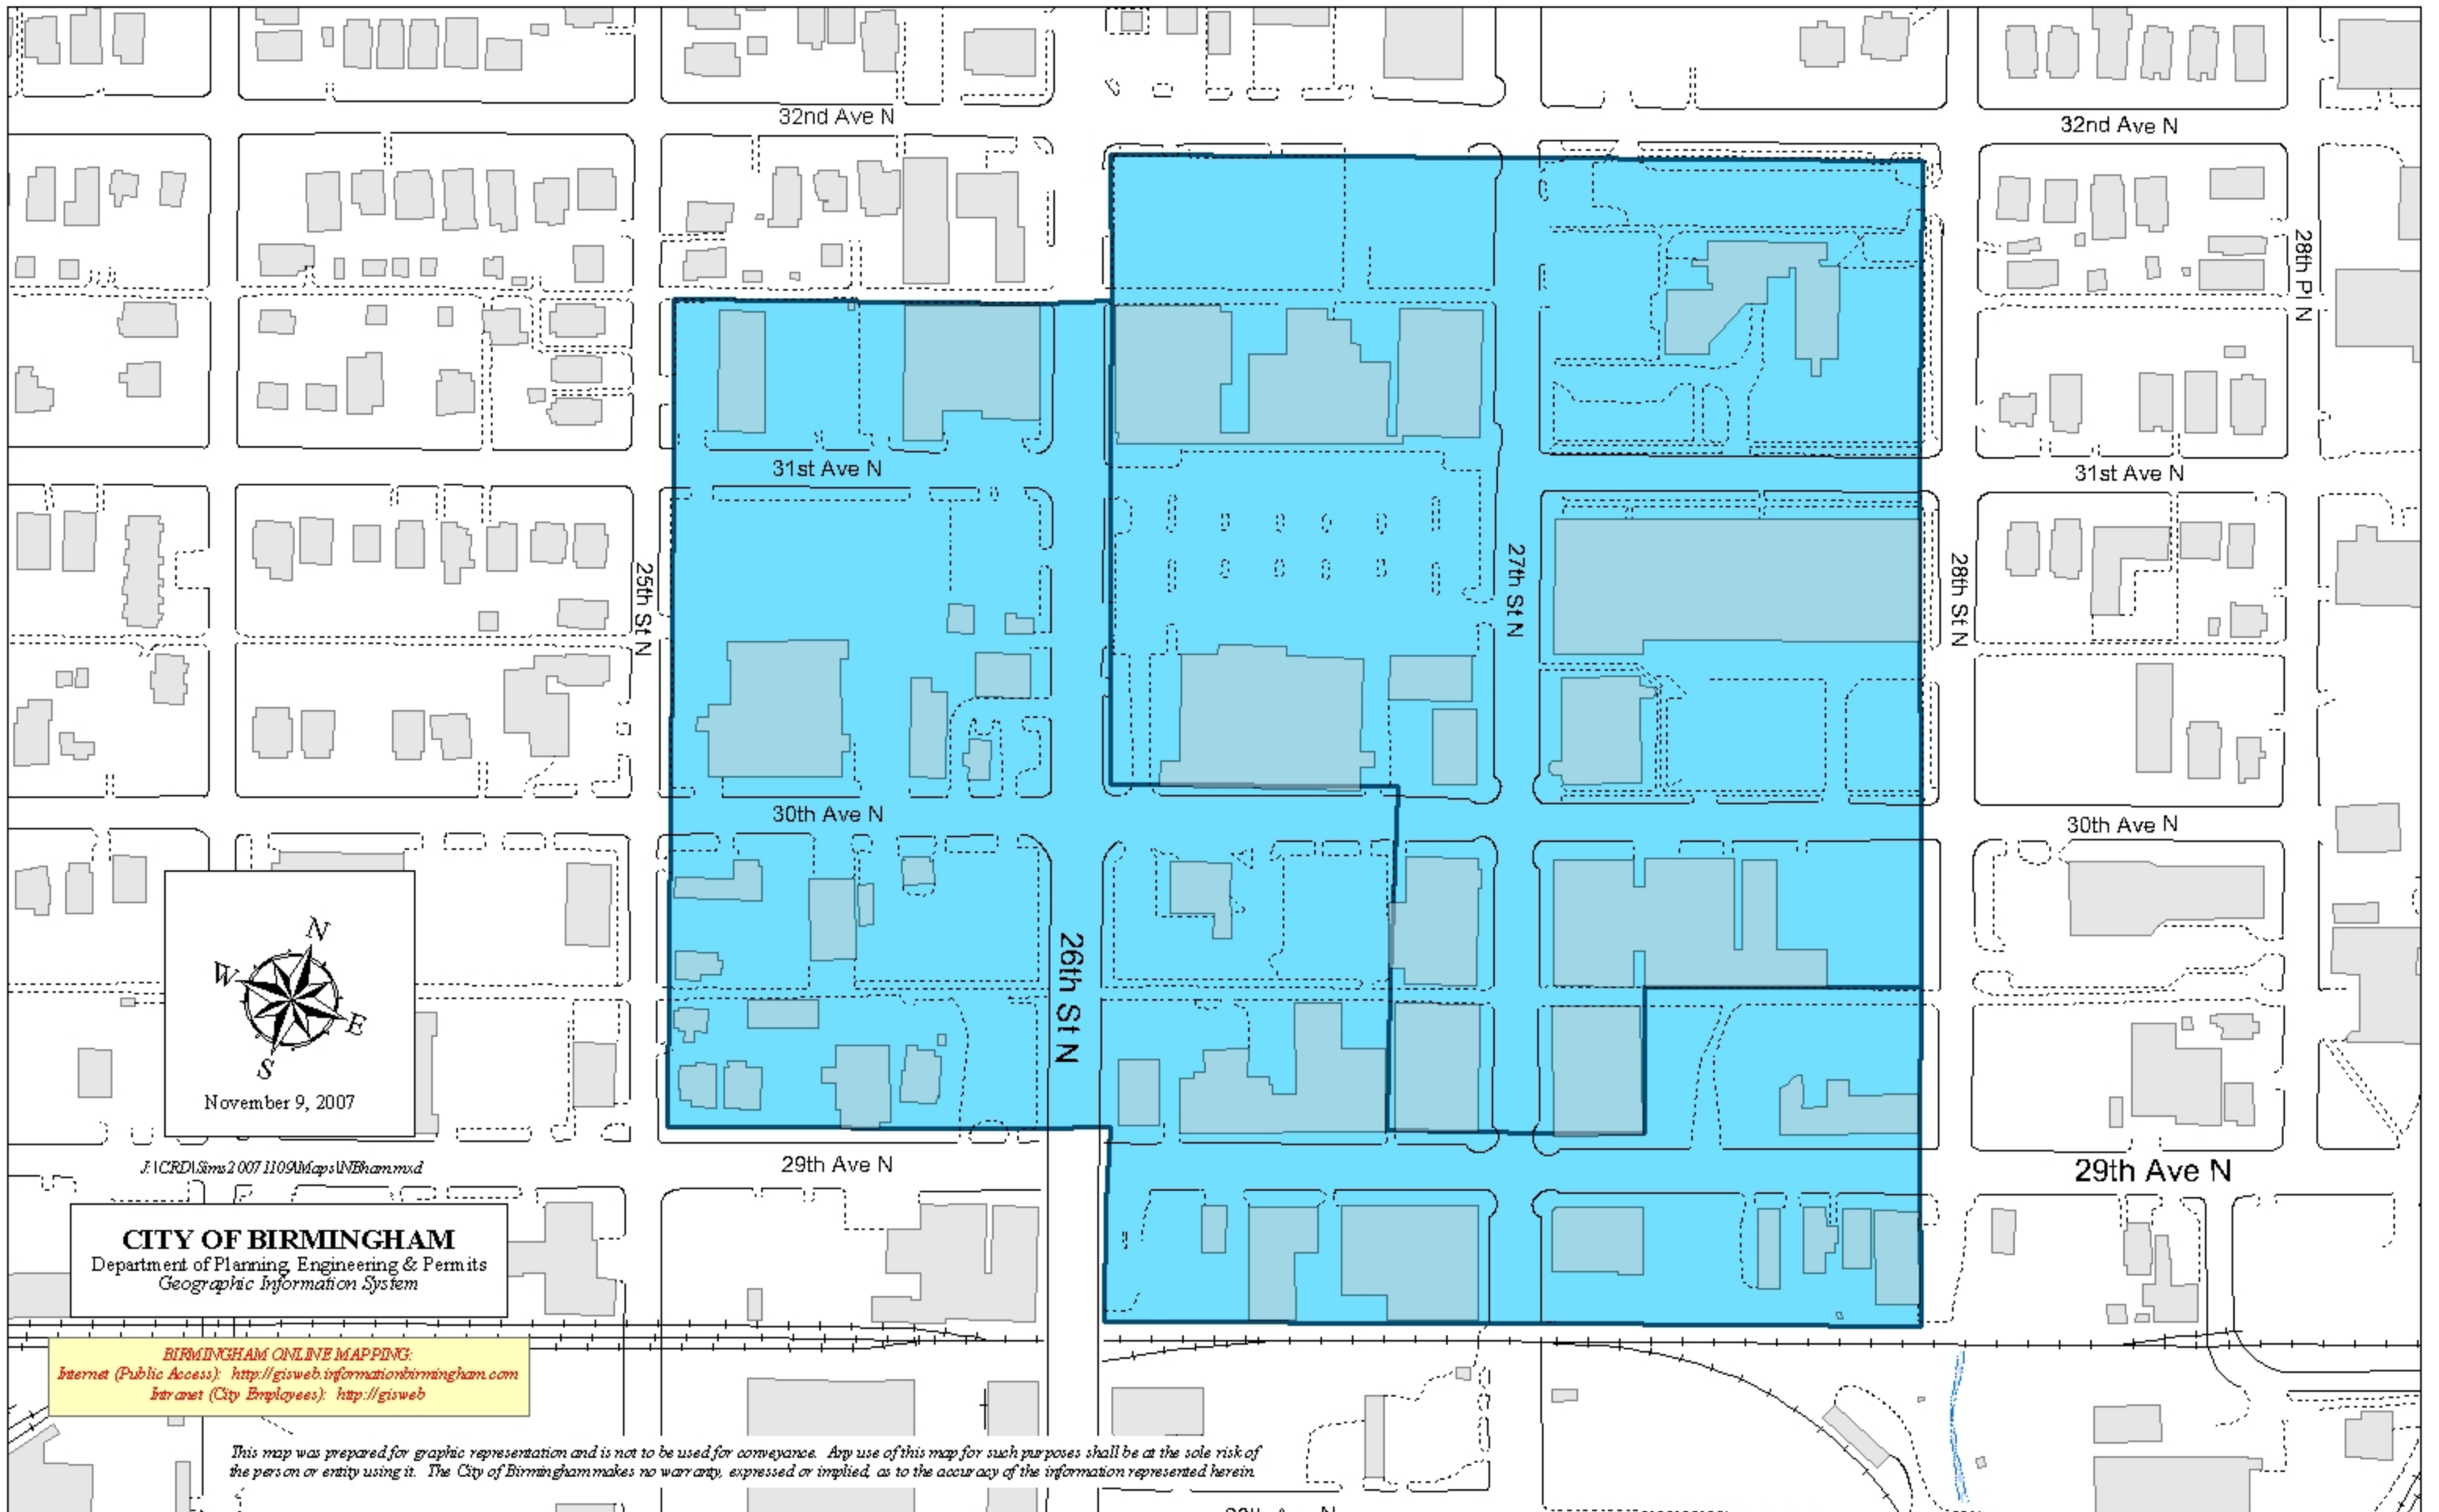 32nd Ave N
32nd Ave N
28th Pl N
31st Ave N
31st Ave N
25th St N
27th St N
28th St N
30th Ave N
30th Ave N
26th St N
N
W
E
S
November 9, 2007
29th Ave N
29th Ave N
J:\CRD\Sims20071109\Maps\NBham.mxd
CITY OF BIRMINGHAM
Department of Planning, Engineering & Permits
Geographic Information System
BIRMINGHAM ONLINE MAPPING:
Internet (Public Access): http://gisweb.informationbirmingham.com
Intranet (City Employees): http://gisweb
This map was prepared for graphic representation and is not to be used for conveyance. Any use of this map for such purposes shall be at the sole risk of
the person or entity using it. The City of Birmingham makes no warranty, expressed or implied, as to the accuracy of the information represented herein.